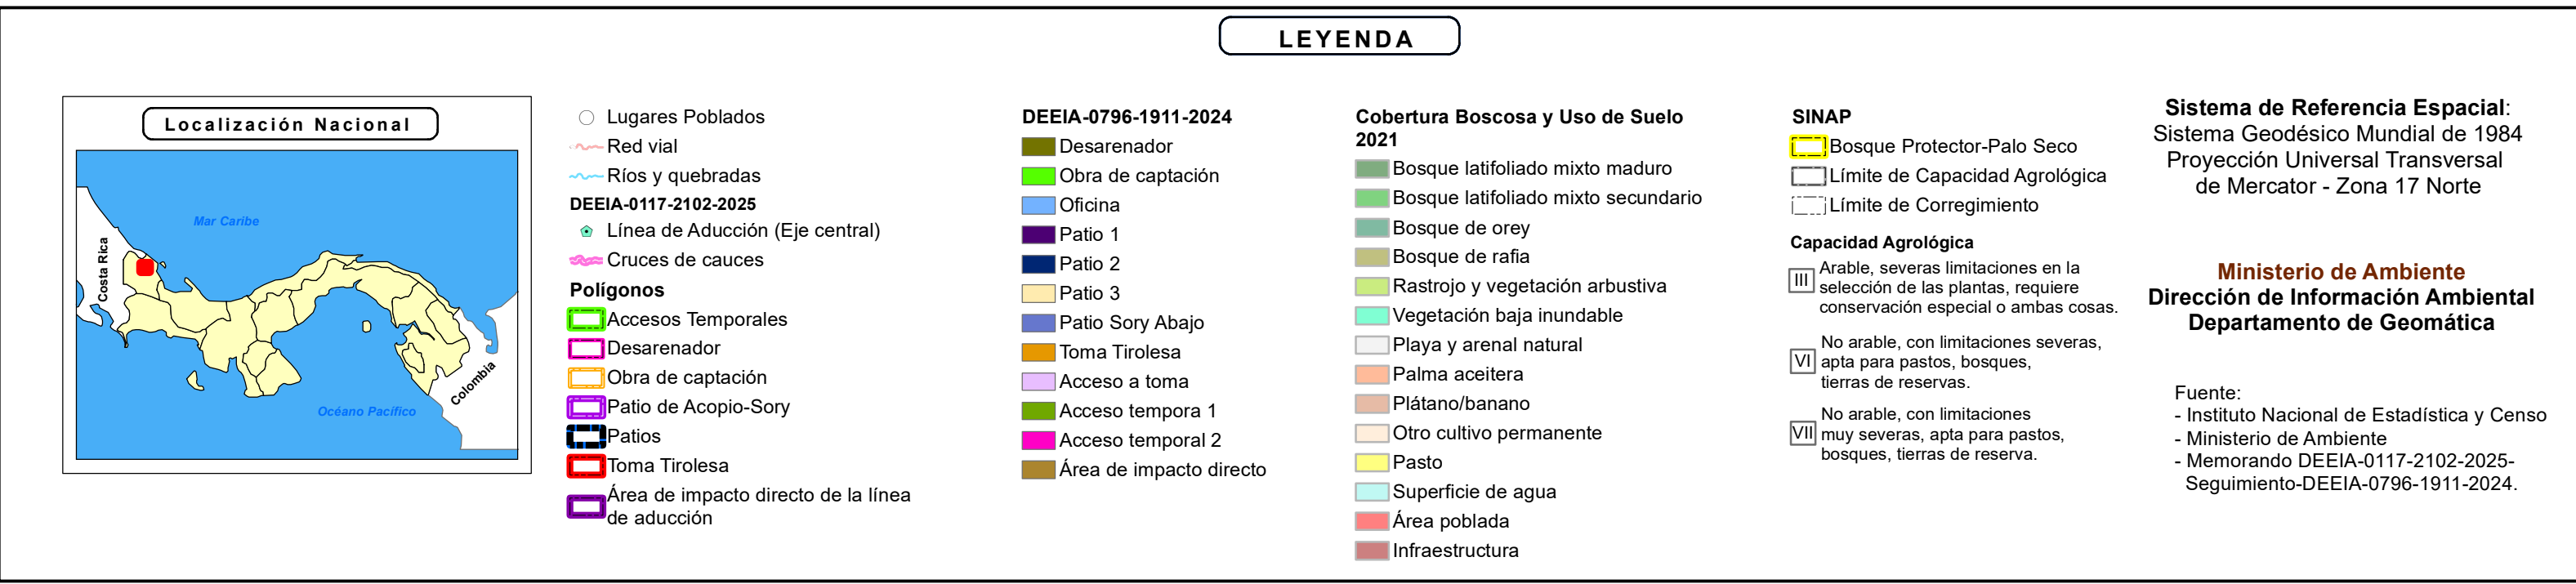 LEYENDA
Localización Nacional
Mar Caribe
Costa Rica
Colombia
Océano Pacífico
Lugares Poblados
Red vial
Ríos y quebradas
DEEIA-0117-2102-2025
Línea de Aducción (Eje central)
Cruces de cauces
Polígonos
Accesos Temporales
Desarenador
Obra de captación
Patio de Acopio-Sory
Patios
Toma Tirolesa
Área de impacto directo de la línea
de aducción
DEEIA-0796-1911-2024
Desarenador
Obra de captación
Oficina
Patio 1
Patio 2
Patio 3
Patio Sory Abajo
Toma Tirolesa
Acceso a toma
Acceso tempora 1
Acceso temporal 2
Área de impacto directo
Cobertura Boscosa y Uso de Suelo
2021
Bosque latifoliado mixto maduro
Bosque latifoliado mixto secundario
Bosque de orey
Bosque de rafia
Rastrojo y vegetación arbustiva
Vegetación baja inundable
Playa y arenal natural
Palma aceitera
Plátano/banano
Otro cultivo permanente
Pasto
Superficie de agua
Área poblada
Infraestructura
SINAP
Bosque Protector-Palo Seco
Límite de Capacidad Agrológica
Límite de Corregimiento
Capacidad Agrológica
III
Arable, severas limitaciones en la
selección de las plantas, requiere
conservación especial o ambas cosas.
VI
No arable, con limitaciones severas,
apta para pastos, bosques,
tierras de reservas.
VII
No arable, con limitaciones
muy severas, apta para pastos,
bosques, tierras de reserva.
Sistema de Referencia Espacial:
Sistema Geodésico Mundial de 1984
Proyección Universal Transversal
de Mercator - Zona 17 Norte
Ministerio de Ambiente
Dirección de Información Ambiental
Departamento de Geomática
Fuente:
- Instituto Nacional de Estadística y Censo
- Ministerio de Ambiente
- Memorando DEEIA-0117-2102-2025-
Seguimiento-DEEIA-0796-1911-2024.